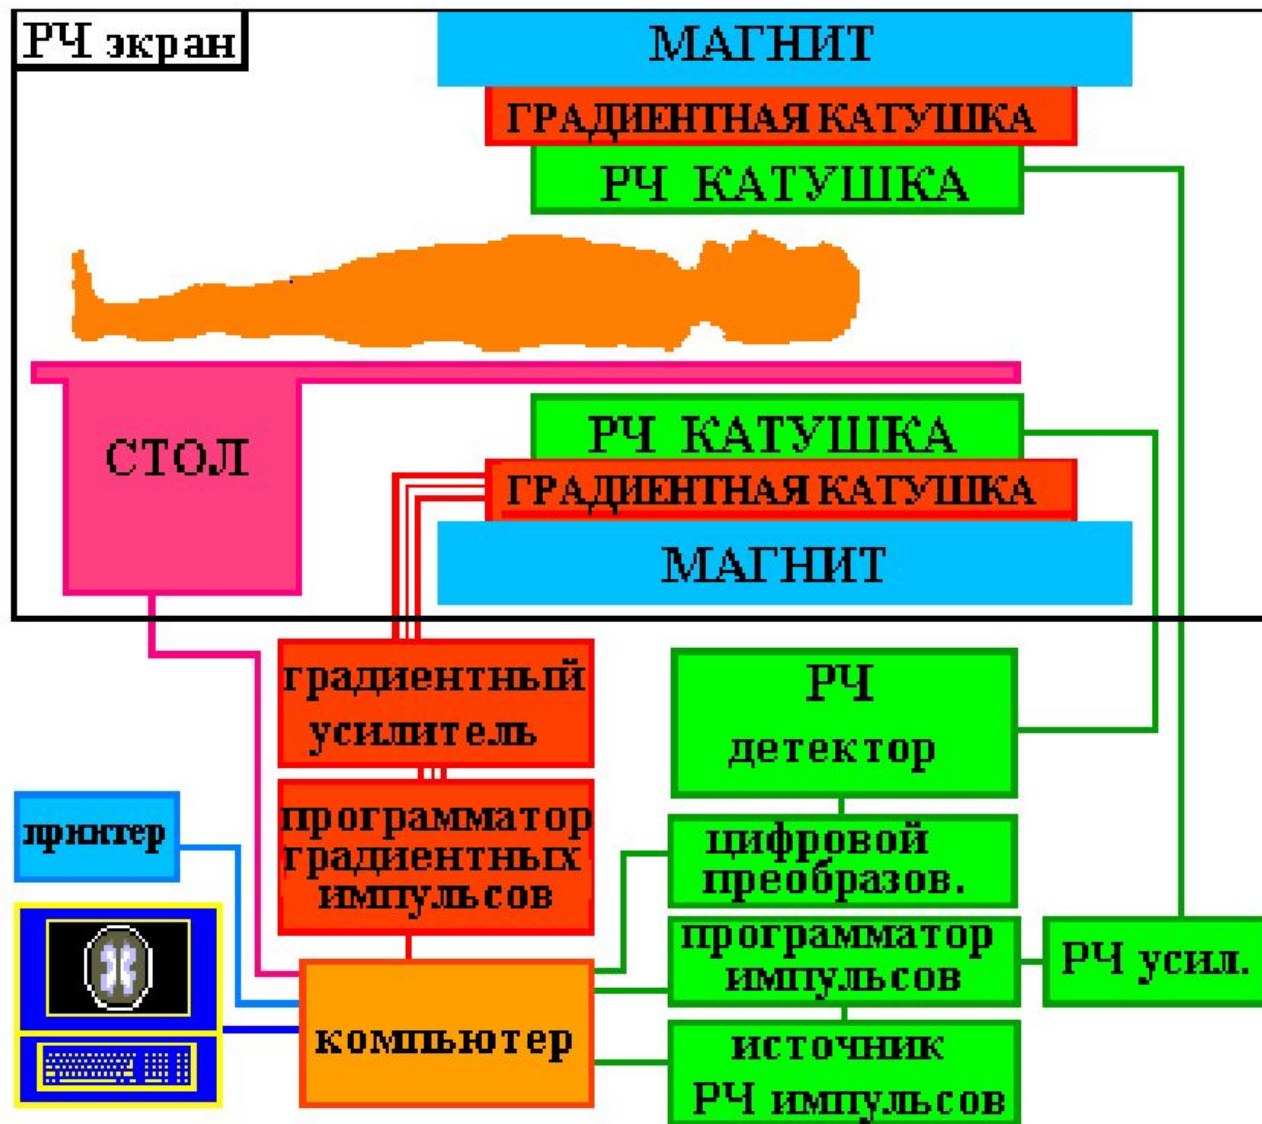 РЧ экран
МАГНИТ
ГРАДИЕНТНАЯ КАТУШКА
РЧ КАТУШКА
СТОЛ
РЧ КАТУШКА
ГРАДИЕНТНАЯ КАТУШКА
МАГНИТ
градиентный
усилитель
РЧ
детектор
принтер
программатор
градиентных
импульсов
цифровой
преобразов.
программатор
импульсов
РЧ усил.
компьютер
источник
РЧ импульсов